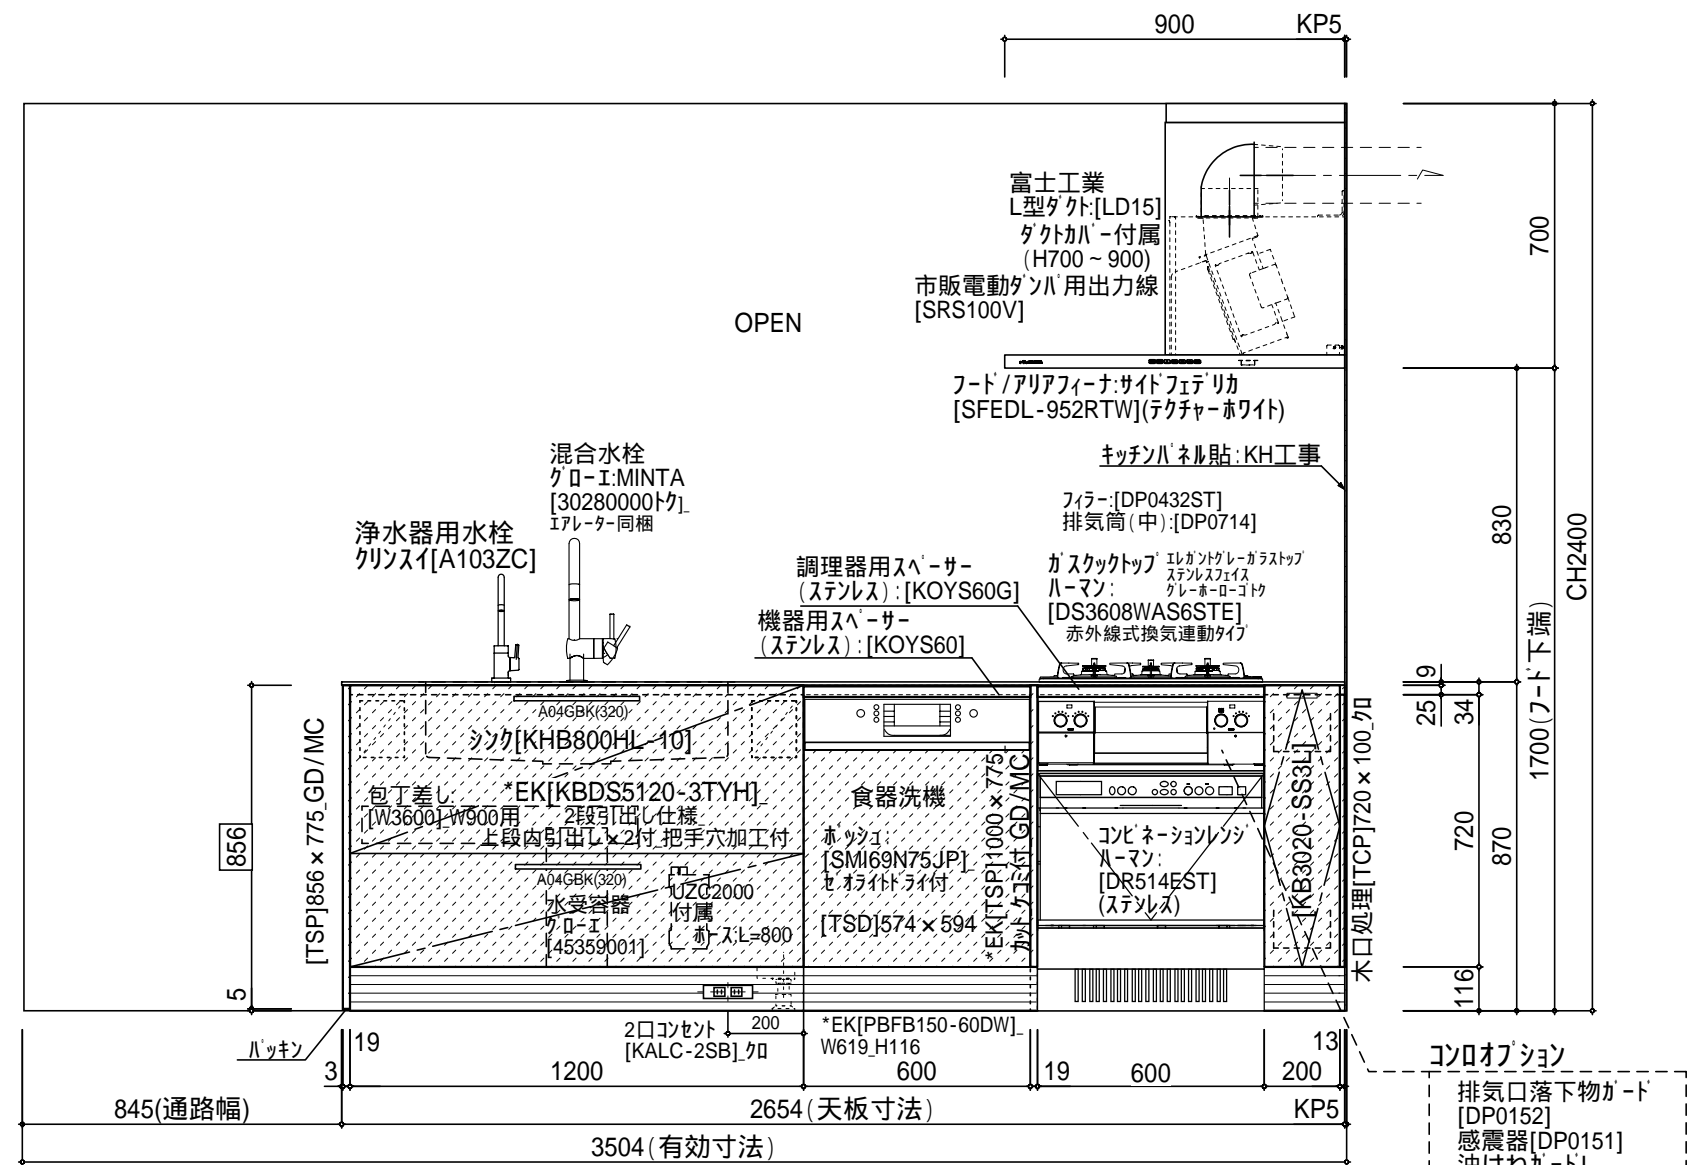 900
KP5
富士工業
L型ダクト:[LD15]
ダクトカバー付属
(H700~900)
市販電動ダンパ用出力線
[SRS100V]
OPEN
700
フード/アリアフィーナ:サイドフェデリカ
[SFEDL-952RTW](テクチャーホワイト)
キッチンパネル貼:KH工事
混合水栓
グローエ:MINTA
[30280000トク]_
エアレーター同梱
浄水器用水栓
クリンスイ[A103ZC]
フィラー:[DP0432ST]
排気筒(中):[DP0714]
調理器用スペーサー
(ステンレス):[KOYS60G]
機器用スペーサー
(ステンレス):[KOYS60]
ガスクックトップ
エレガントグレーガラストップ
ステンレスフェイス
グレーホーローゴトク
ハーマン:
[DS3608WAS6STE]
赤外線式換気連動タイプ
830
CH2400
1700(フード下端)
9
25
34
720
870
116
856
5
[TSP]856×775_GD/MC
A04GBK(320)
シンク[KHB800HL-10]
包丁差し
[W3600]_W900用
*EK[KBDS5120-3TYH]_
2段引出し仕様_
上段内引出し×2付_把手穴加工付
A04GBK(320)
水受容器
グローエ
[45359001]
UZC2000
付属
ホース:L=800
食器洗機
ボッシュ:
[SMI69N75JP]_
ゼオライトドライ付
[TSD]574×594
*EK[TSP]1000×775_
カットケコミ付_GD/MC
コンビネーションレンジ
ハーマン:
[DR514EST]
(ステンレス)
[KB3020-SS3L]
木口処理[TCP]720×100_クロ
パッキン
2口コンセント
[KALC-2SB]_クロ
200
*EK[PBFB150-60DW]_
W619_H116
3
19
1200
600
19
600
200
13
845(通路幅)
2654(天板寸法)
KP5
3504(有効寸法)
コンロオプション
排気口落下物ガード
[DP0152]
感震器[DP0151]